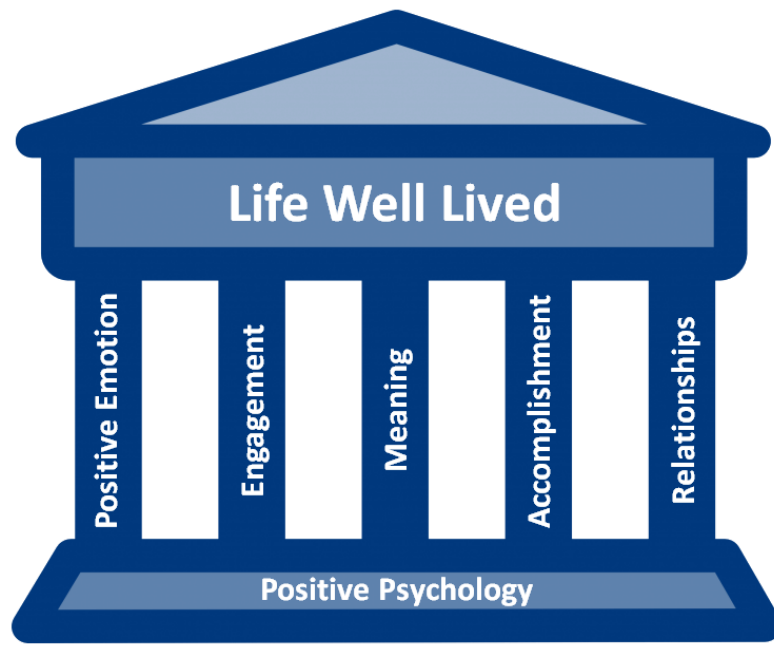 Life Well Lived
Positive Emotion
Engagement
Meaning
Accomplishment
Relationships
Positive Psychology